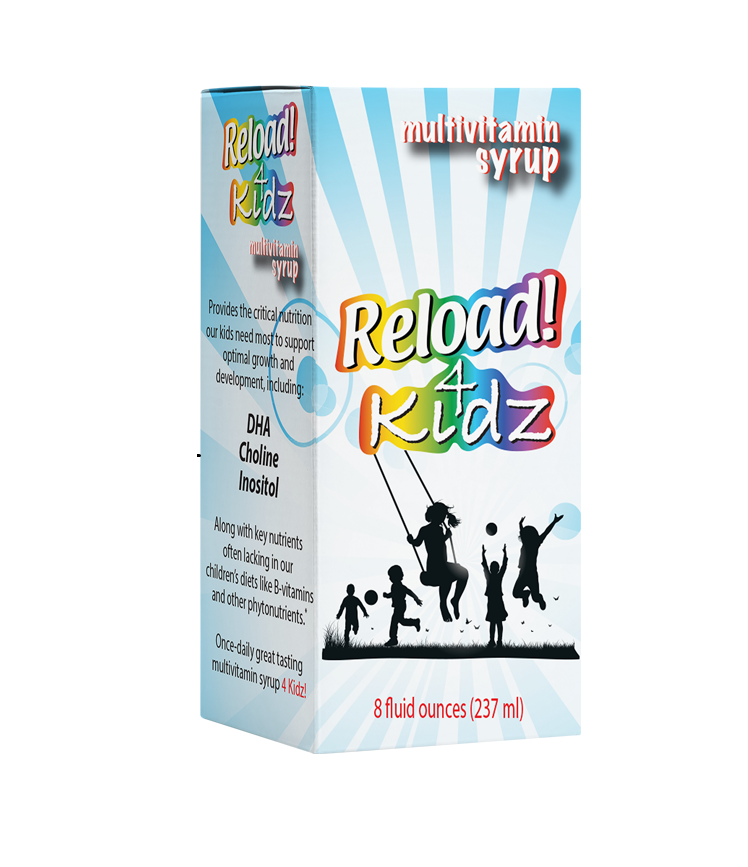 Reload!
4
Kidz
multivitamin
syrup
Provides the critical nutrition
our kids need most to support
optimal growth and
development, including:
DHA
Choline
Inositol
Along with key nutrients
often lacking in our
children's diets like B-vitamins
and other phytonutrients.*
Once-daily great tasting
multivitamin syrup 4 Kidz!
multivitamin
syrup
Reload!
4
Kidz
8 fluid ounces (237 ml)